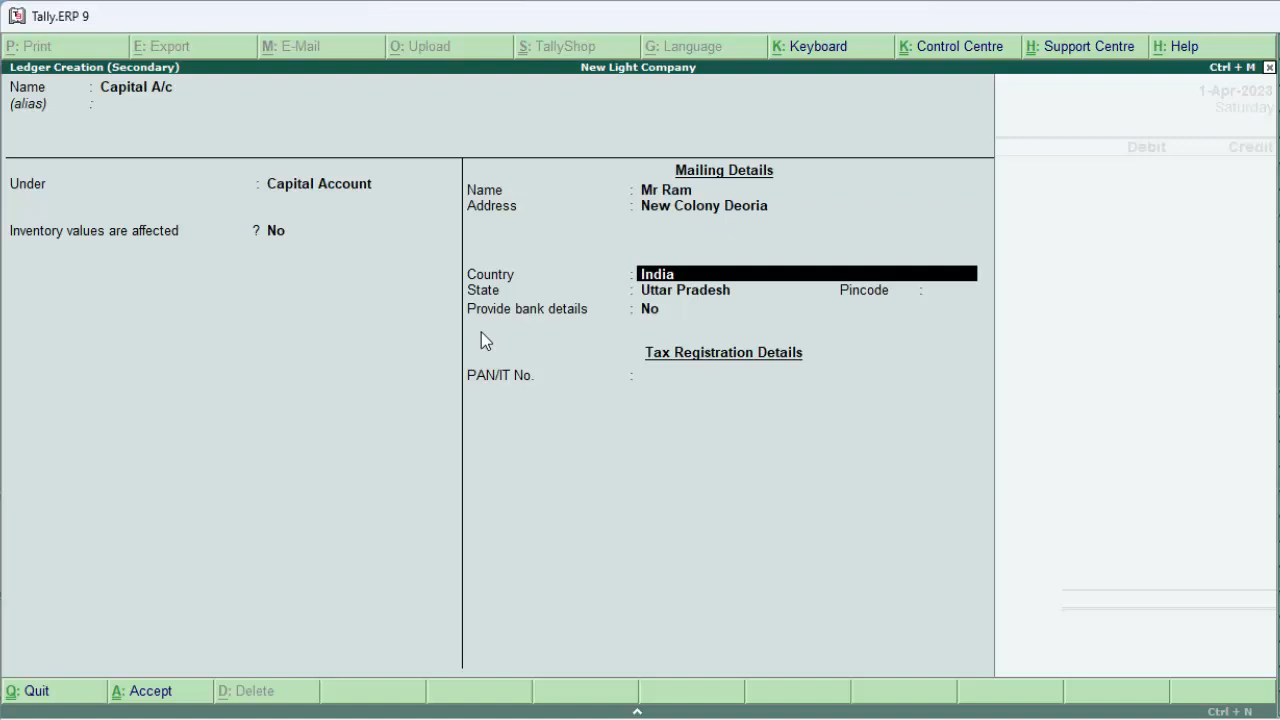 Tally.ERP 9
P: Print E: Export M: E-Mail O: Upload S: TallyShop G: Language K: Keyboard K: Control Centre H: Support Centre H: Help
Ledger Creation (Secondary) New Light Company Ctrl + M
Name : Capital A/c
(alias) :
1-Apr-2023
Saturday
Debit Credit
Under : Capital Account
Inventory values are affected ? No
Mailing Details
Name : Mr Ram
Address : New Colony Deoria
Country : India
State : Uttar Pradesh Pincode :
Provide bank details : No
Tax Registration Details
PAN/IT No. :
Q: Quit A: Accept D: Delete
Ctrl + N